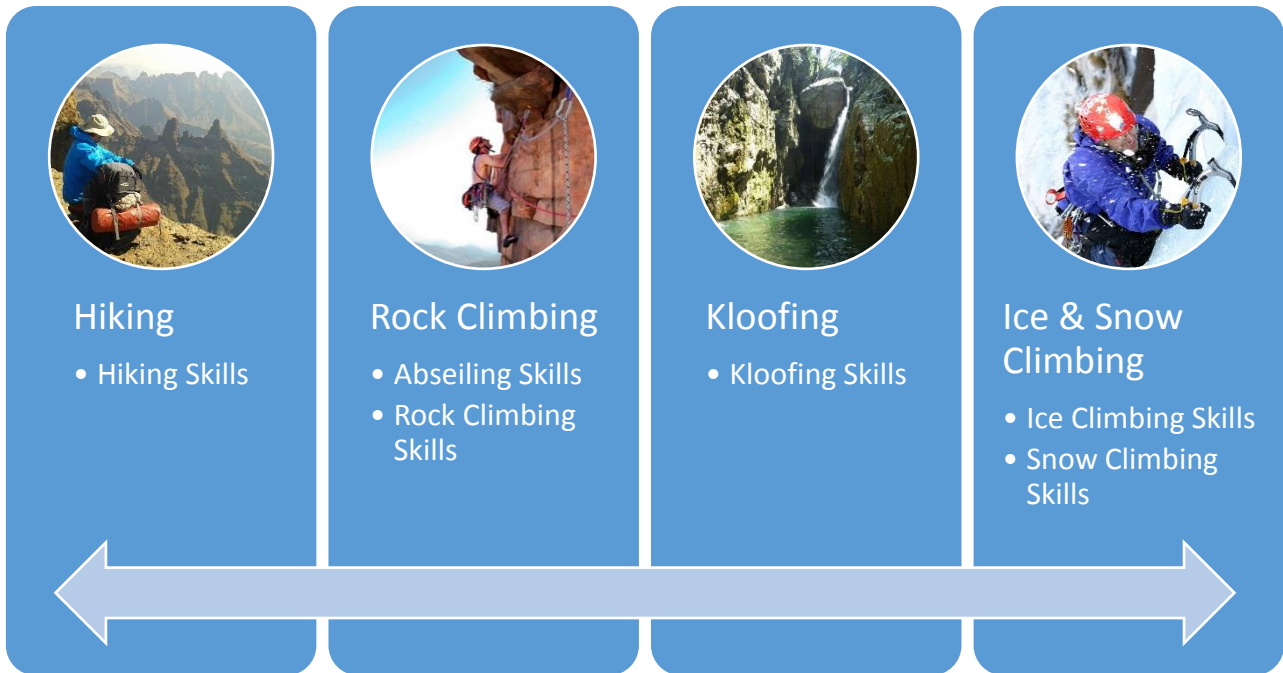 Hiking
• Hiking Skills
Rock Climbing
• Abseiling Skills
• Rock Climbing
Skills
Kloofing
• Kloofing Skills
Ice & Snow
Climbing
• Ice Climbing Skills
• Snow Climbing
Skills